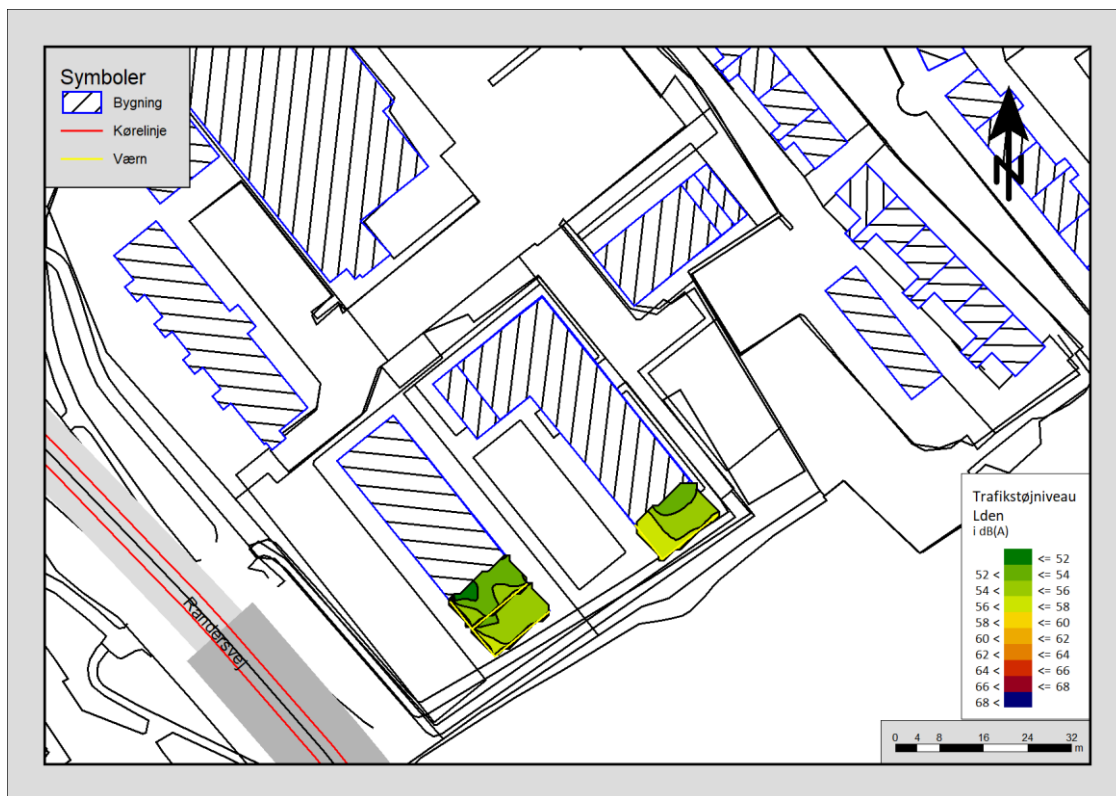 Symboler
Bygning
Kørelinje
Værn
N
Randersvej
Trafikstøjniveau
Lden
i dB(A)
<= 52
52 < <= 54
54 < <= 56
56 < <= 58
58 < <= 60
60 < <= 62
62 < <= 64
64 < <= 66
66 < <= 68
68 <
0 4 8 16 24 32
m